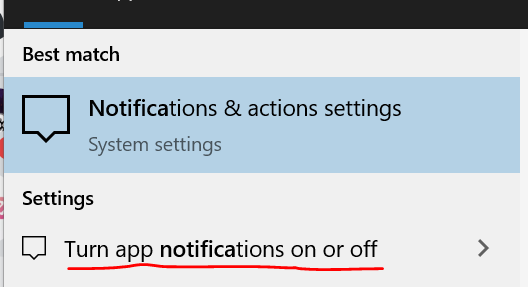 Best match
Notifications & actions settings
System settings
Settings
Turn app notifications on or off